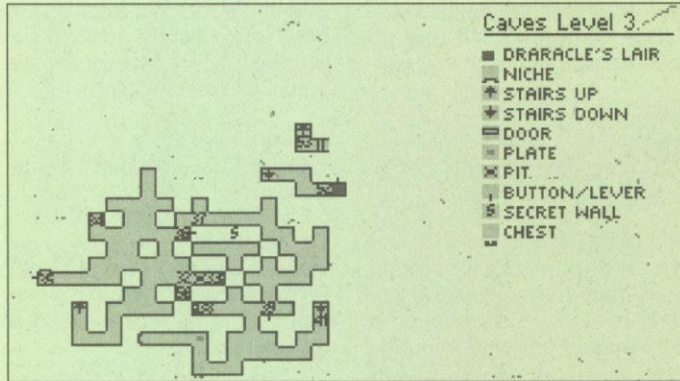 Caves Level 3.
DRARACLE'S LAIR
NICHE
STAIRS UP
STAIRS DOWN
DOOR
PLATE
PIT
BUTTON/LEVER
S SECRET WALL
CHEST
S